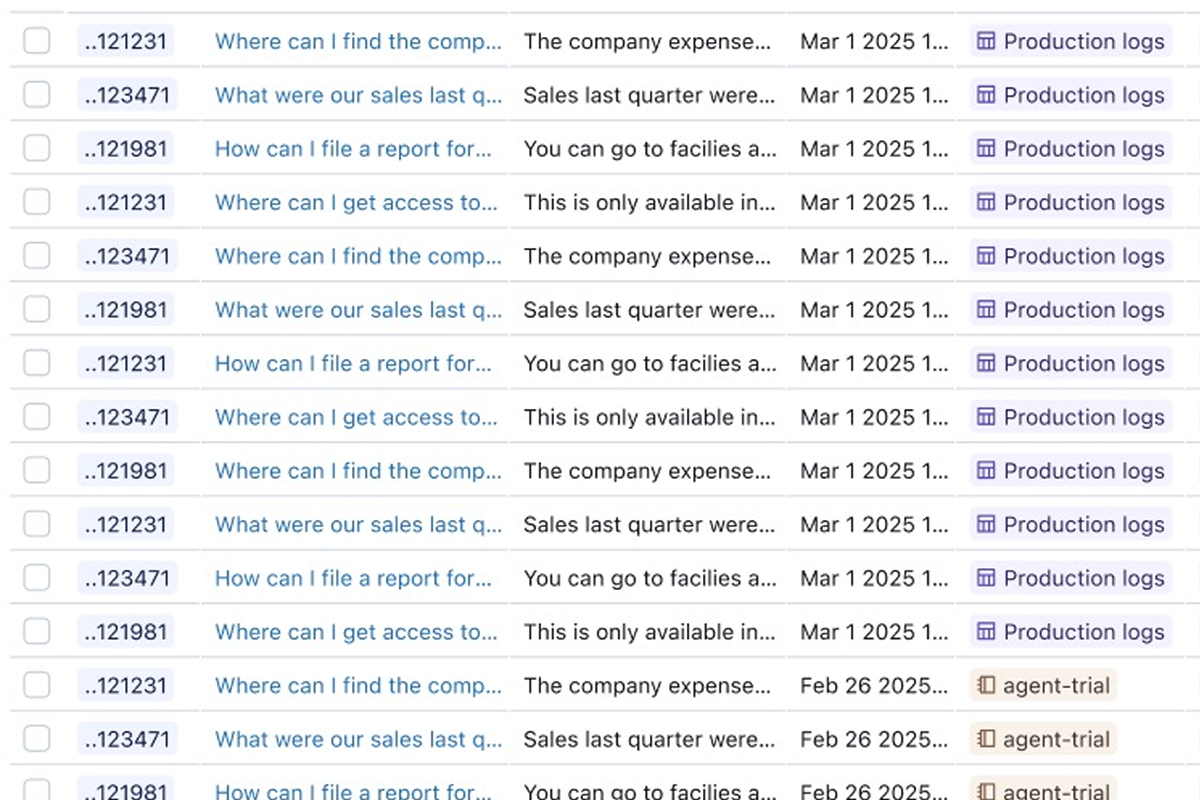 ..121231 Where can I find the comp... The company expense... Mar 1 2025 1... Production logs
..123471 What were our sales last q... Sales last quarter were... Mar 1 2025 1... Production logs
..121981 How can I file a report for... You can go to facilies a... Mar 1 2025 1... Production logs
..121231 Where can I get access to... This is only available in... Mar 1 2025 1... Production logs
..123471 Where can I find the comp... The company expense... Mar 1 2025 1... Production logs
..121981 What were our sales last q... Sales last quarter were... Mar 1 2025 1... Production logs
..121231 How can I file a report for... You can go to facilies a... Mar 1 2025 1... Production logs
..123471 Where can I get access to... This is only available in... Mar 1 2025 1... Production logs
..121981 Where can I find the comp... The company expense... Mar 1 2025 1... Production logs
..121231 What were our sales last q... Sales last quarter were... Mar 1 2025 1... Production logs
..123471 How can I file a report for... You can go to facilies a... Mar 1 2025 1... Production logs
..121981 Where can I get access to... This is only available in... Mar 1 2025 1... Production logs
..121231 Where can I find the comp... The company expense... Feb 26 2025... agent-trial
..123471 What were our sales last q... Sales last quarter were... Feb 26 2025... agent-trial
..121981 How can I file a report for... You can go to facilies a... Feb 26 2025... agent-trial